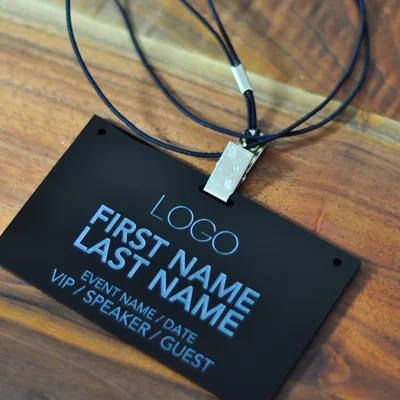 LOGO
FIRST NAME
LAST NAME
EVENT NAME / DATE
VIP / SPEAKER / GUEST